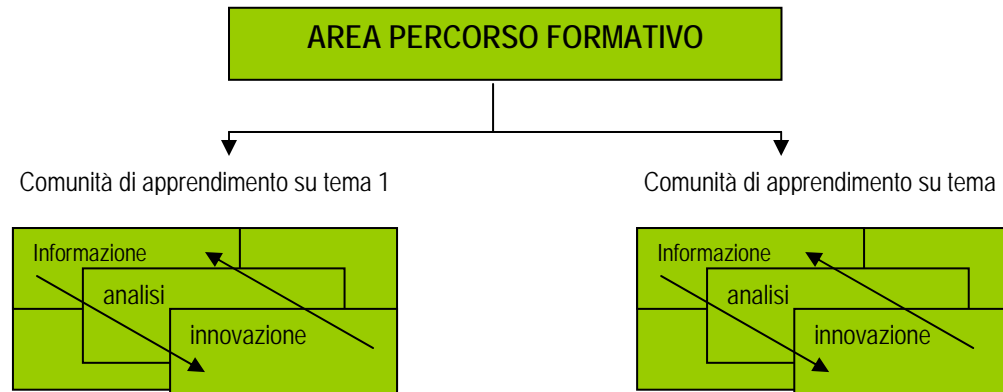 AREA PERCORSO FORMATIVO
Comunità di apprendimento su tema 1
Comunità di apprendimento su tema
Informazione
analisi
innovazione
Informazione
analisi
innovazione